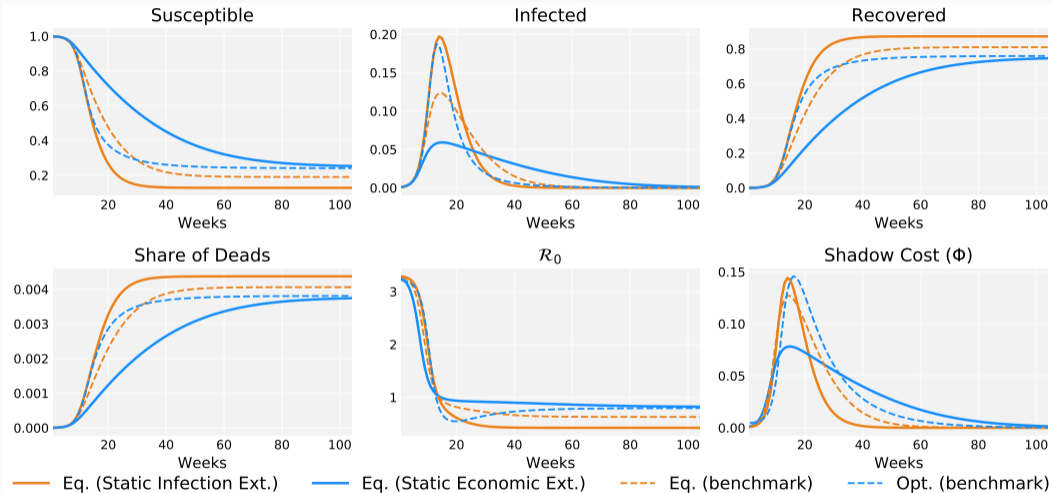 Susceptible Infected Recovered
1.0 0.20
0.8 0.8
0.15
0.6 0.6
0.10 0.4
0.4
0.05 0.2
0.2
0.00 0.0
20 40 60 80 100 20 40 60 80 100 20 40 60 80 100
Weeks Weeks Weeks
Share of Deads ℛ₀ Shadow Cost (Φ)
0.15
0.004 3
0.003 0.10
2
0.002
0.05
0.001 1
0.000 0.00
20 40 60 80 100 20 40 60 80 100 20 40 60 80 100
Weeks Weeks Weeks
Eq. (Static Infection Ext.) Eq. (Static Economic Ext.) Eq. (benchmark) Opt. (benchmark)